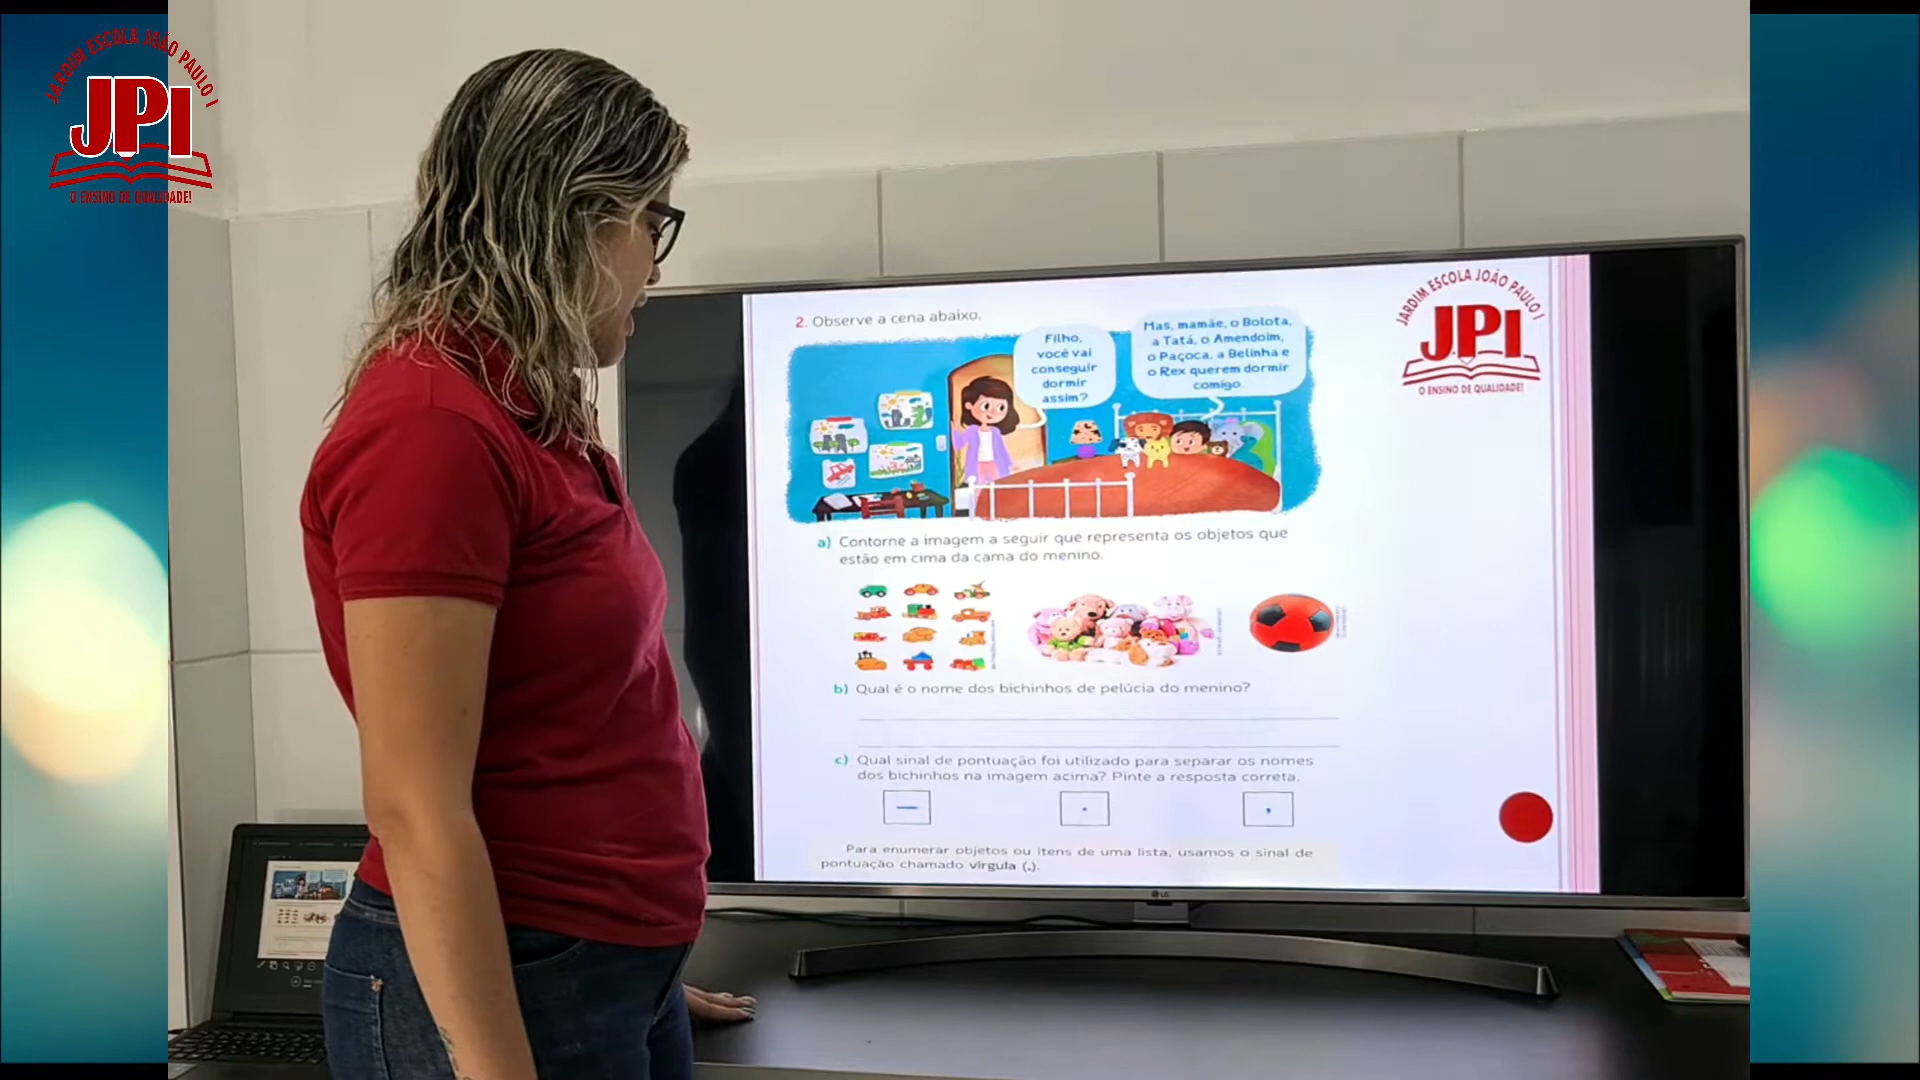 JARDIM ESCOLA JOÃO PAULO I
JPI
O ENSINO DE QUALIDADE!
2. Observe a cena abaixo.
Filho,
você vai
conseguir
dormir
assim?
Mas, mamãe, o Bolota,
a Tatá, o Amendoim,
o Paçoca, a Belinha e
o Rex querem dormir
comigo.
JARDIM ESCOLA JOÃO PAULO I
JPI
O ENSINO DE QUALIDADE!
a) Contorne a imagem a seguir que representa os objetos que
estão em cima da cama do menino.
b) Qual é o nome dos bichinhos de pelúcia do menino?
c) Qual sinal de pontuação foi utilizado para separar os nomes
dos bichinhos na imagem acima? Pinte a resposta correta.
— . ,
Para enumerar objetos ou itens de uma lista, usamos o sinal de
pontuação chamado vírgula (,).
LG